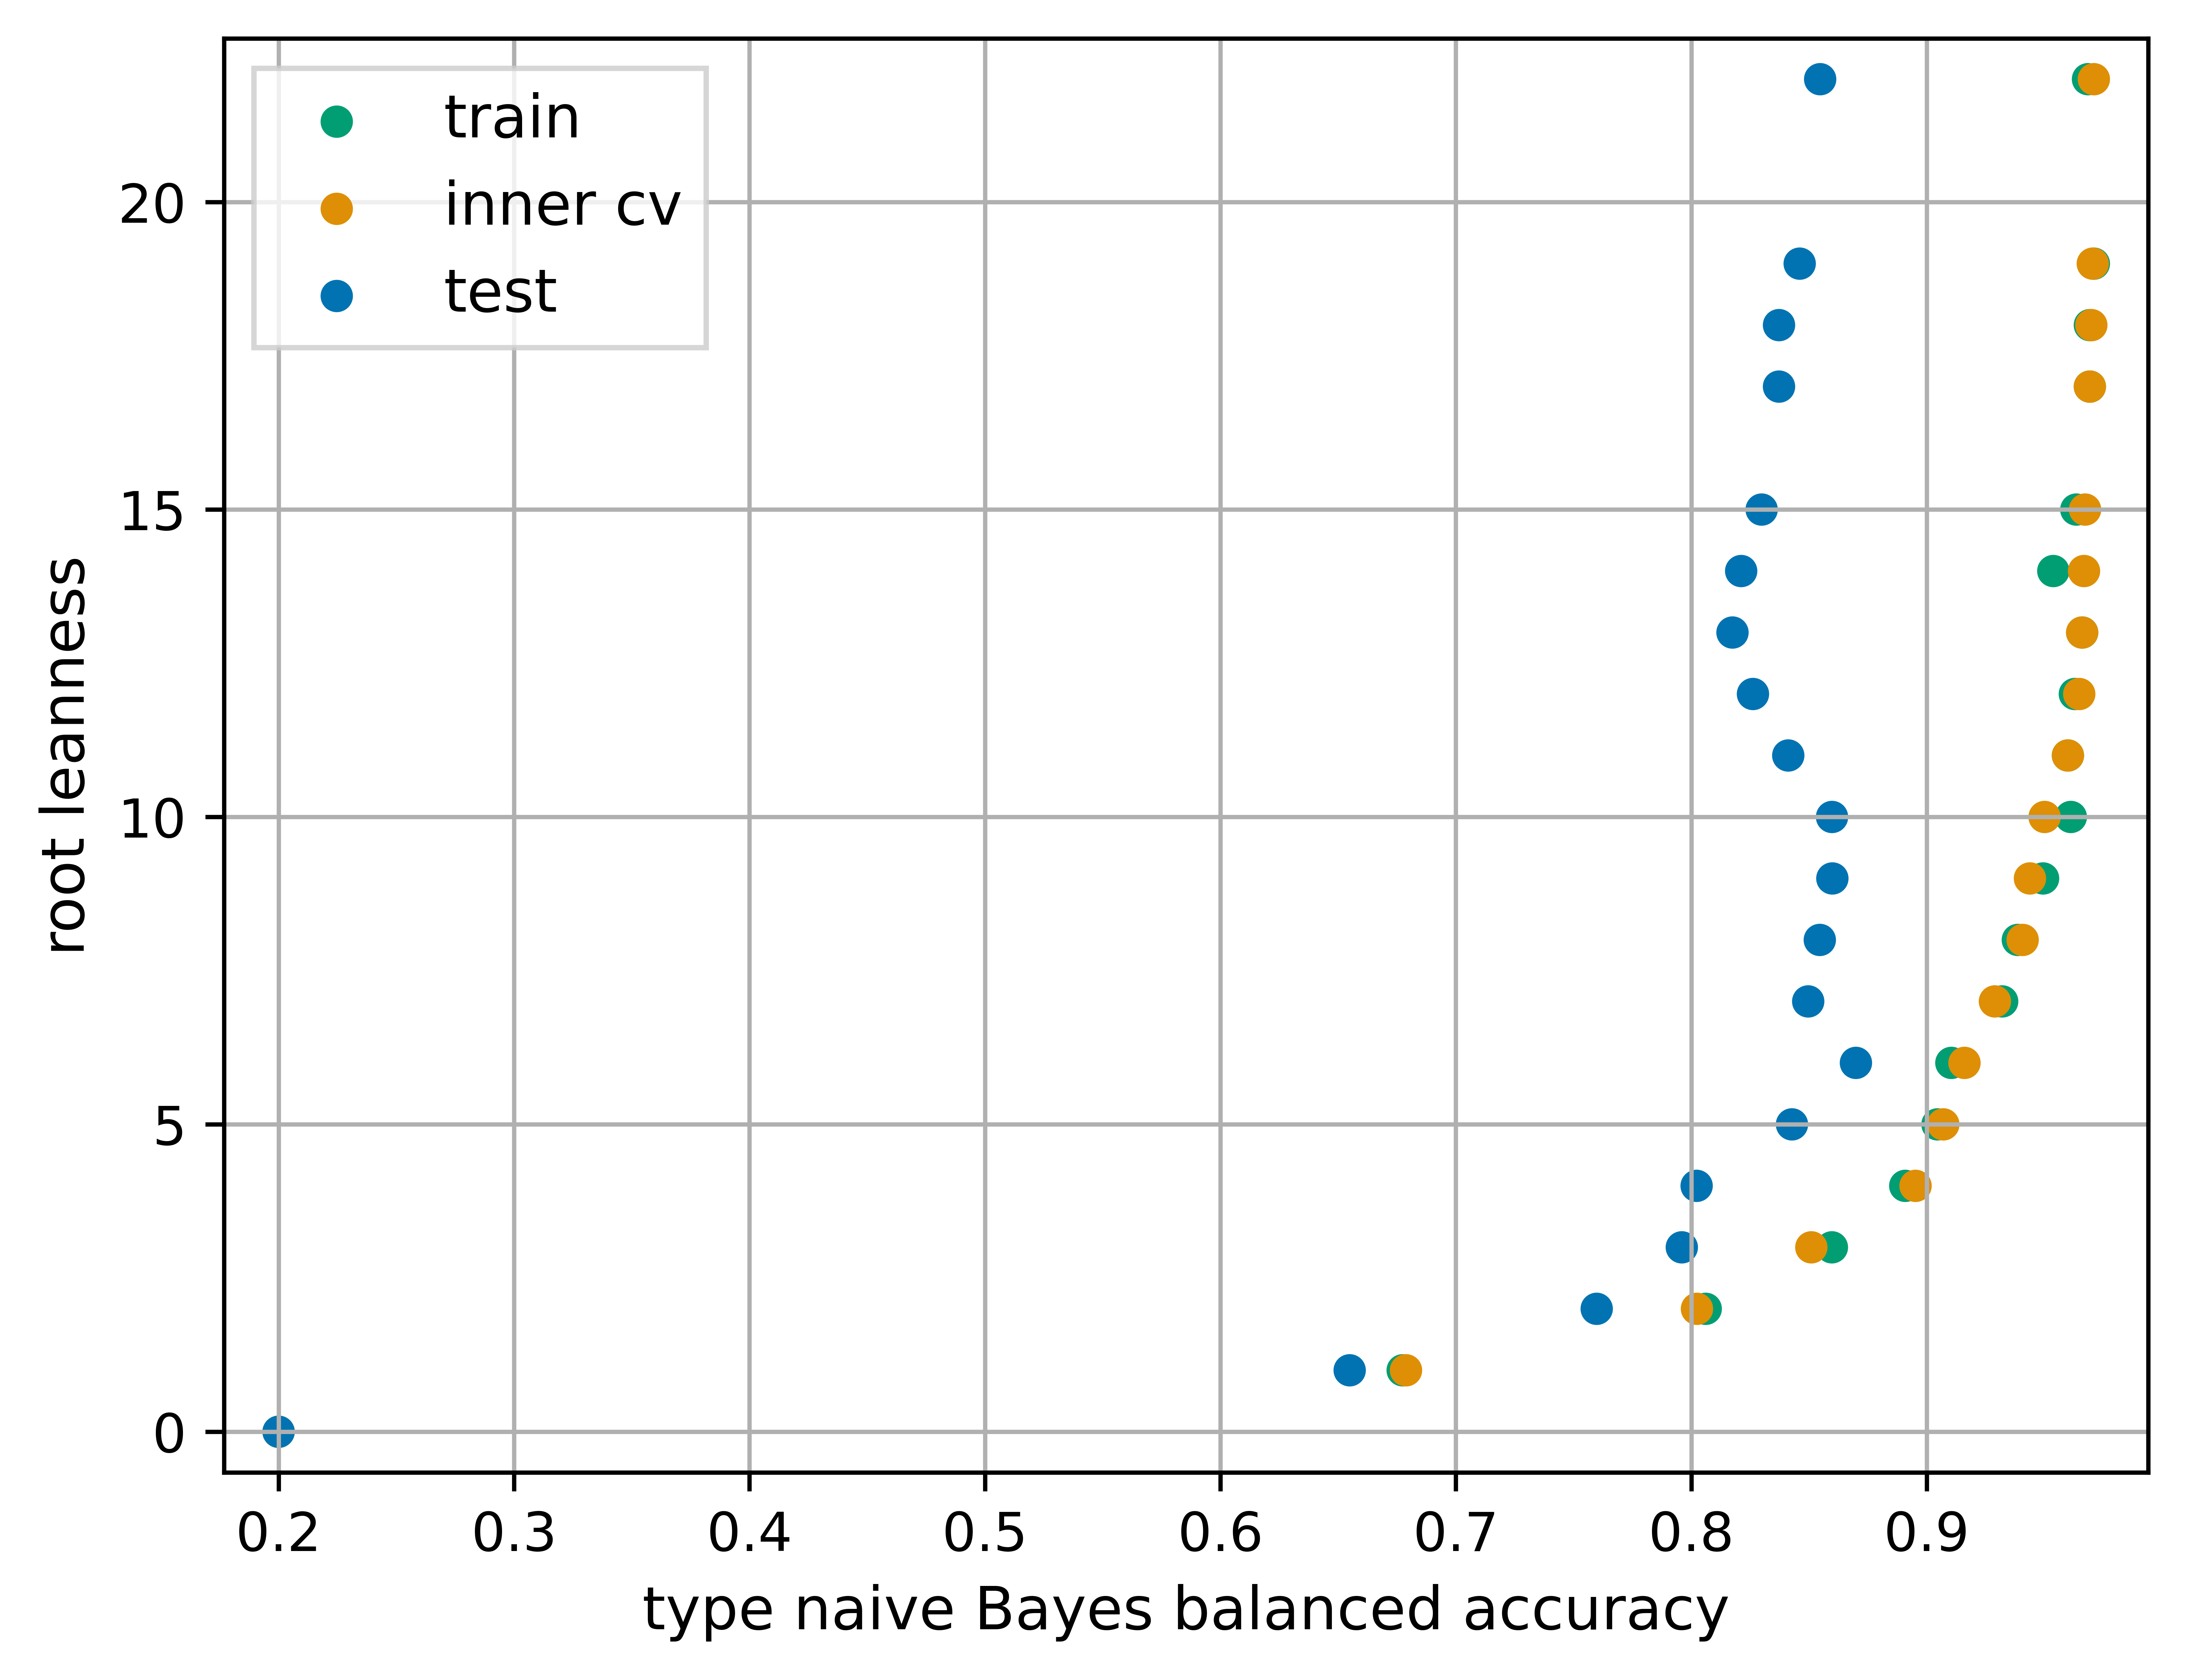 train
inner cv
test
20
15
10
5
0
root leanness
0.2 0.3 0.4 0.5 0.6 0.7 0.8 0.9
type naive Bayes balanced accuracy